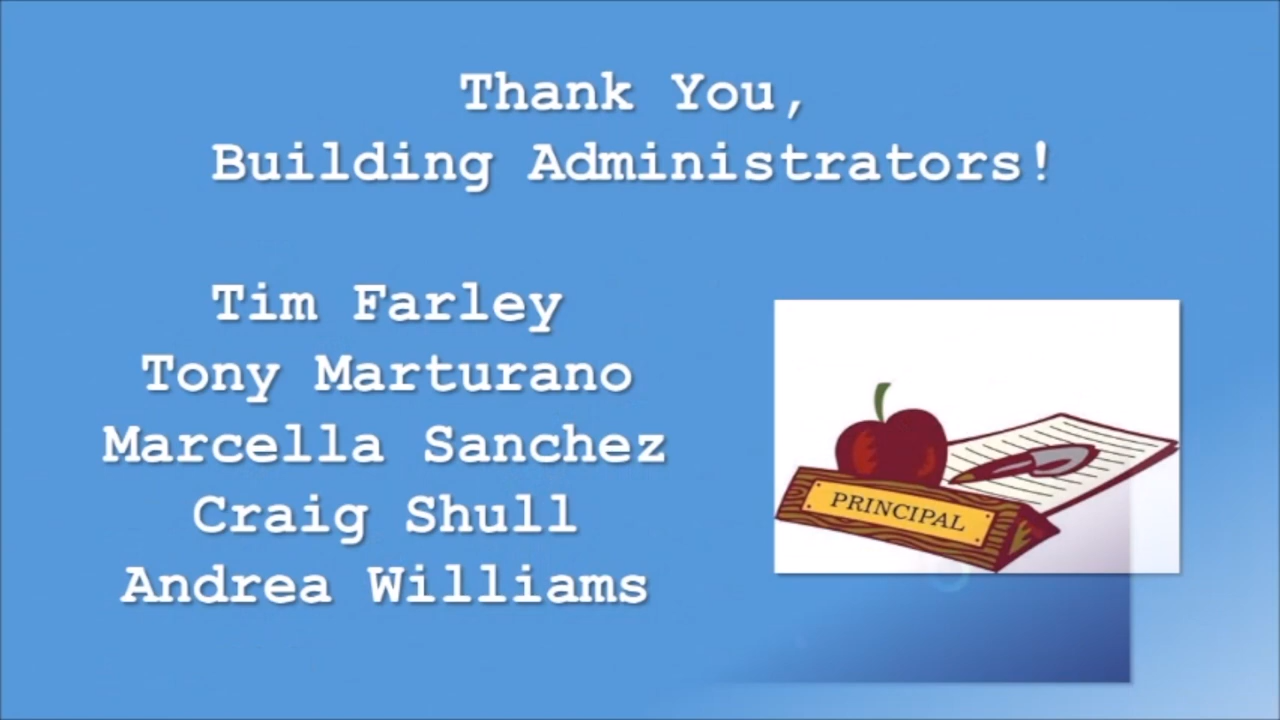 Thank You,
Building Administrators!
Tim Farley
Tony Marturano
Marcella Sanchez
Craig Shull
Andrea Williams
PRINCIPAL